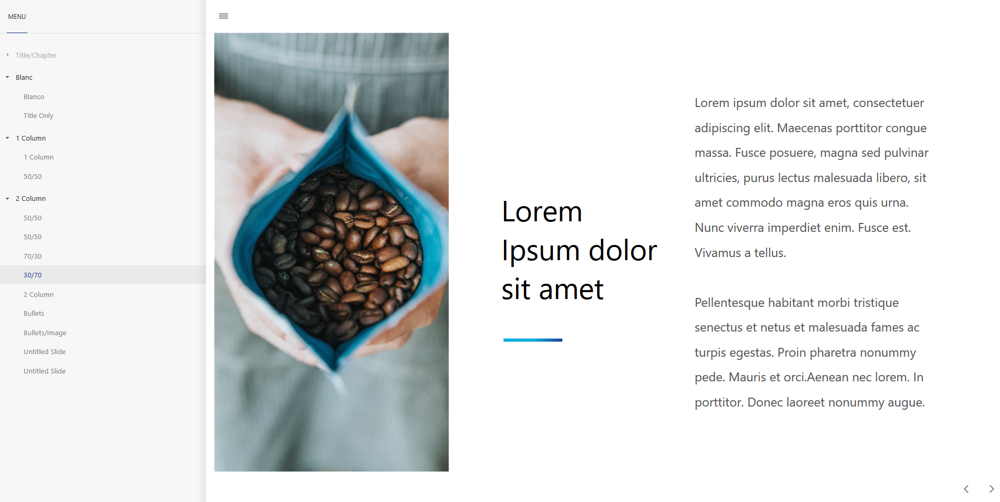 MENU
Title/Chapter
Blanc
Blanco
Title Only
1 Column
1 Column
50/50
2 Column
50/50
50/50
70/30
30/70
2 Column
Bullets
Bullets/Image
Untitled Slide
Untitled Slide
Lorem
Ipsum dolor
sit amet
Lorem ipsum dolor sit amet, consectetuer
adipiscing elit. Maecenas porttitor congue
massa. Fusce posuere, magna sed pulvinar
ultricies, purus lectus malesuada libero, sit
amet commodo magna eros quis urna.
Nunc viverra imperdiet enim. Fusce est.
Vivamus a tellus.
Pellentesque habitant morbi tristique
senectus et netus et malesuada fames ac
turpis egestas. Proin pharetra nonummy
pede. Mauris et orci.Aenean nec lorem. In
porttitor. Donec laoreet nonummy augue.